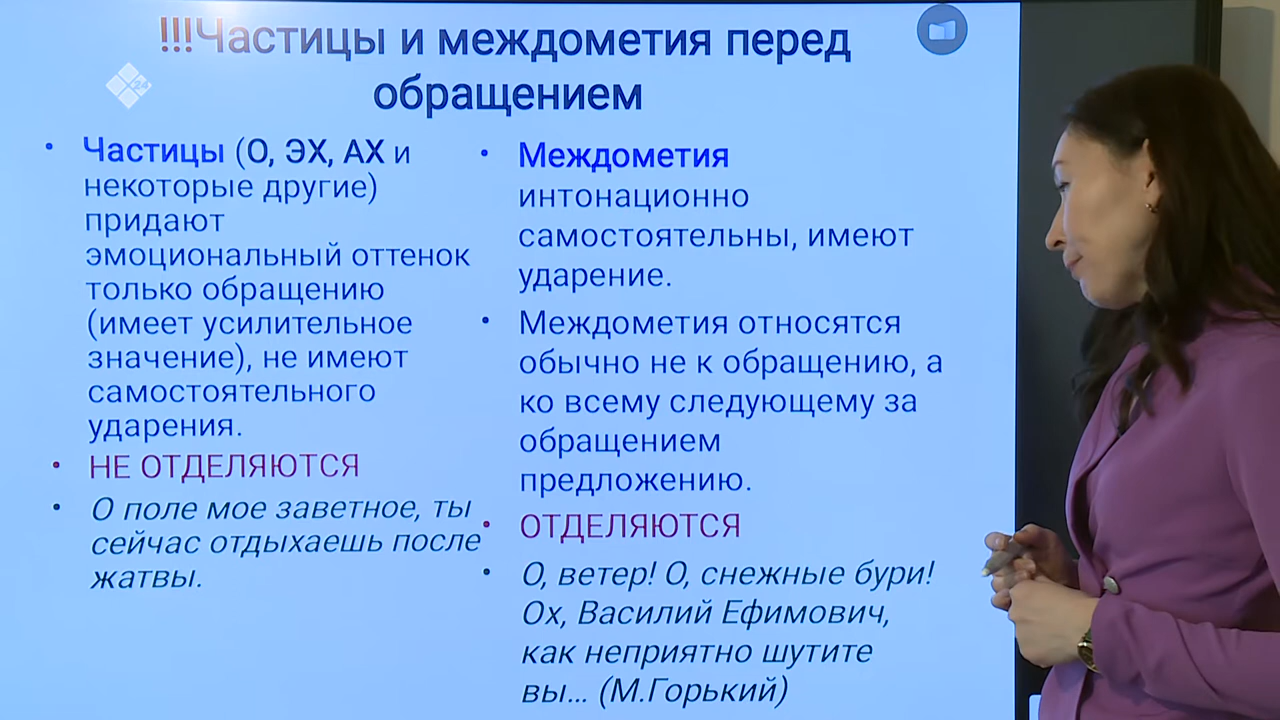 !!!Частицы и междометия перед
обращением
• Частицы (О, ЭХ, АХ и
некоторые другие)
придают
эмоциональный оттенок
только обращению
(имеет усилительное
значение), не имеют
самостоятельного
ударения.
• НЕ ОТДЕЛЯЮТСЯ
• О поле мое заветное, ты
сейчас отдыхаешь после
жатвы.
• Междометия
интонационно
самостоятельны, имеют
ударение.
• Междометия относятся
обычно не к обращению, а
ко всему следующему за
обращением
предложению.
• ОТДЕЛЯЮТСЯ
• О, ветер! О, снежные бури!
Ох, Василий Ефимович,
как неприятно шутите
вы... (М.Горький)
х24